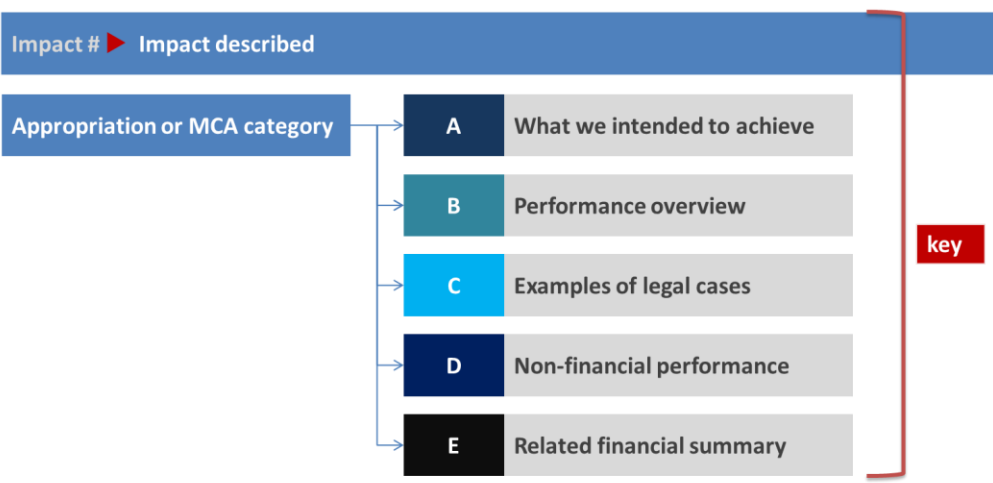 Impact # ▶ Impact described
Appropriation or MCA category
A What we intended to achieve
B Performance overview
key
C Examples of legal cases
D Non-financial performance
E Related financial summary